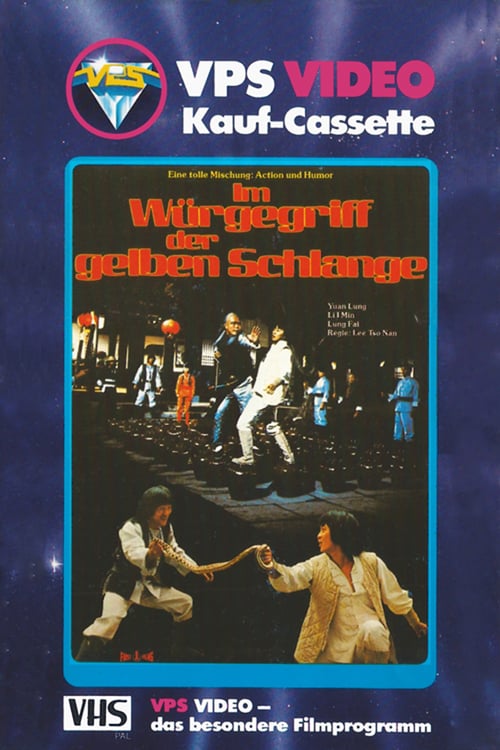 VPS
VPS VIDEO
Kauf-Cassette
Eine tolle Mischung: Action und Humor
Im
Würgegriff
der
gelben Schlange
Yuan Lung
Li I Min
Lung Fai
Regie: Lee Tso Nan
VHS
PAL
VPS VIDEO –
das besondere Filmprogramm